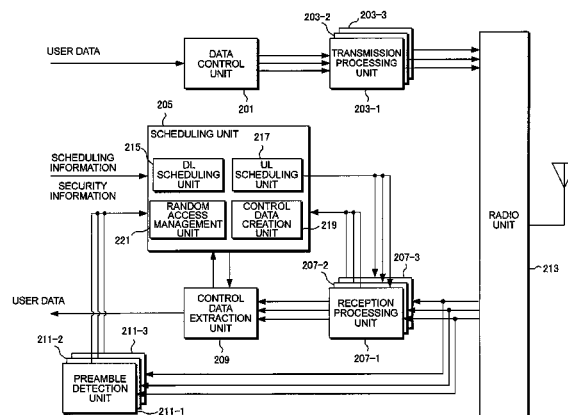 203-2
203-3
USER DATA
DATA
CONTROL
UNIT
201
TRANSMISSION
PROCESSING
UNIT
203-1
205
SCHEDULING UNIT
217
215
DL
SCHEDULING
UNIT
UL
SCHEDULING
UNIT
SCHEDULING
INFORMATION
SECURITY
INFORMATION
RANDOM
ACCESS
MANAGEMENT
UNIT
221
CONTROL
DATA
CREATION
UNIT
219
RADIO
UNIT
213
207-2
207-3
USER DATA
CONTROL
DATA
EXTRACTION
UNIT
209
RECEPTION
PROCESSING
UNIT
207-1
211-2
211-3
PREAMBLE
DETECTION
UNIT
211-1